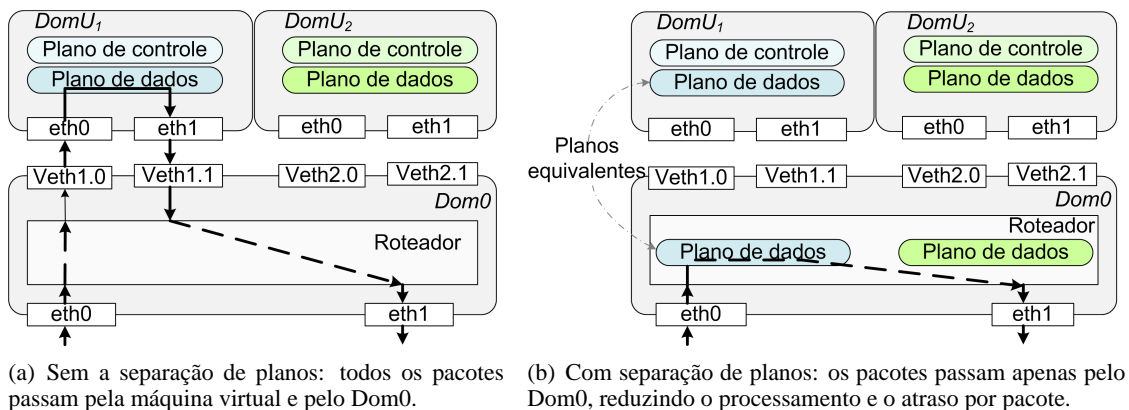 DomU1
Plano de controle
Plano de dados
eth0
eth1
DomU2
Plano de controle
Plano de dados
eth0
eth1
Veth1.0
Veth1.1
Veth2.0
Veth2.1
Dom0
Roteador
eth0
eth1
(a) Sem a separação de planos: todos os pacotes
passam pela máquina virtual e pelo Dom0.
DomU1
Plano de controle
Plano de dados
eth0
eth1
DomU2
Plano de controle
Plano de dados
eth0
eth1
Planos
equivalentes
Veth1.0
Veth1.1
Veth2.0
Veth2.1
Dom0
Roteador
Plano de dados
Plano de dados
eth0
eth1
(b) Com separação de planos: os pacotes passam apenas pelo
Dom0, reduzindo o processamento e o atraso por pacote.